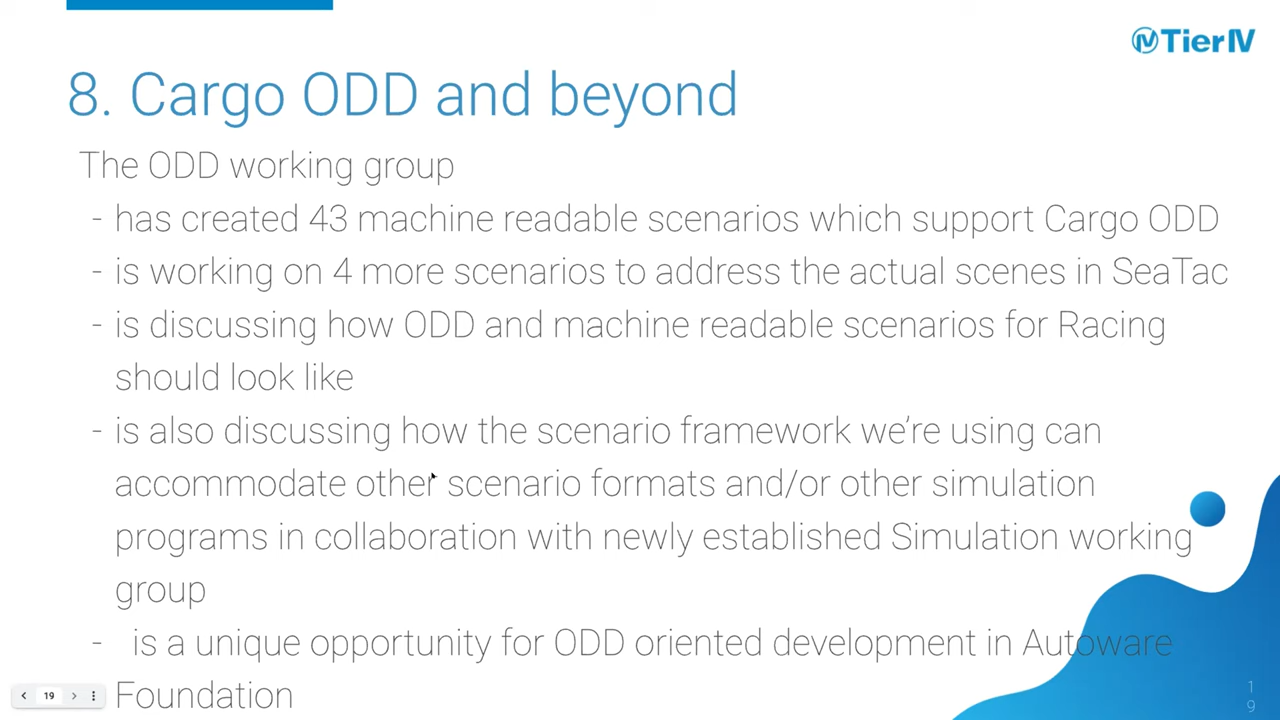 TierIV
8. Cargo ODD and beyond
The ODD working group
- has created 43 machine readable scenarios which support Cargo ODD
- is working on 4 more scenarios to address the actual scenes in SeaTac
- is discussing how ODD and machine readable scenarios for Racing
should look like
- is also discussing how the scenario framework we're using can
accommodate other scenario formats and/or other simulation
programs in collaboration with newly established Simulation working
group
- is a unique opportunity for ODD oriented development in Autoware
Foundation
19
1
9